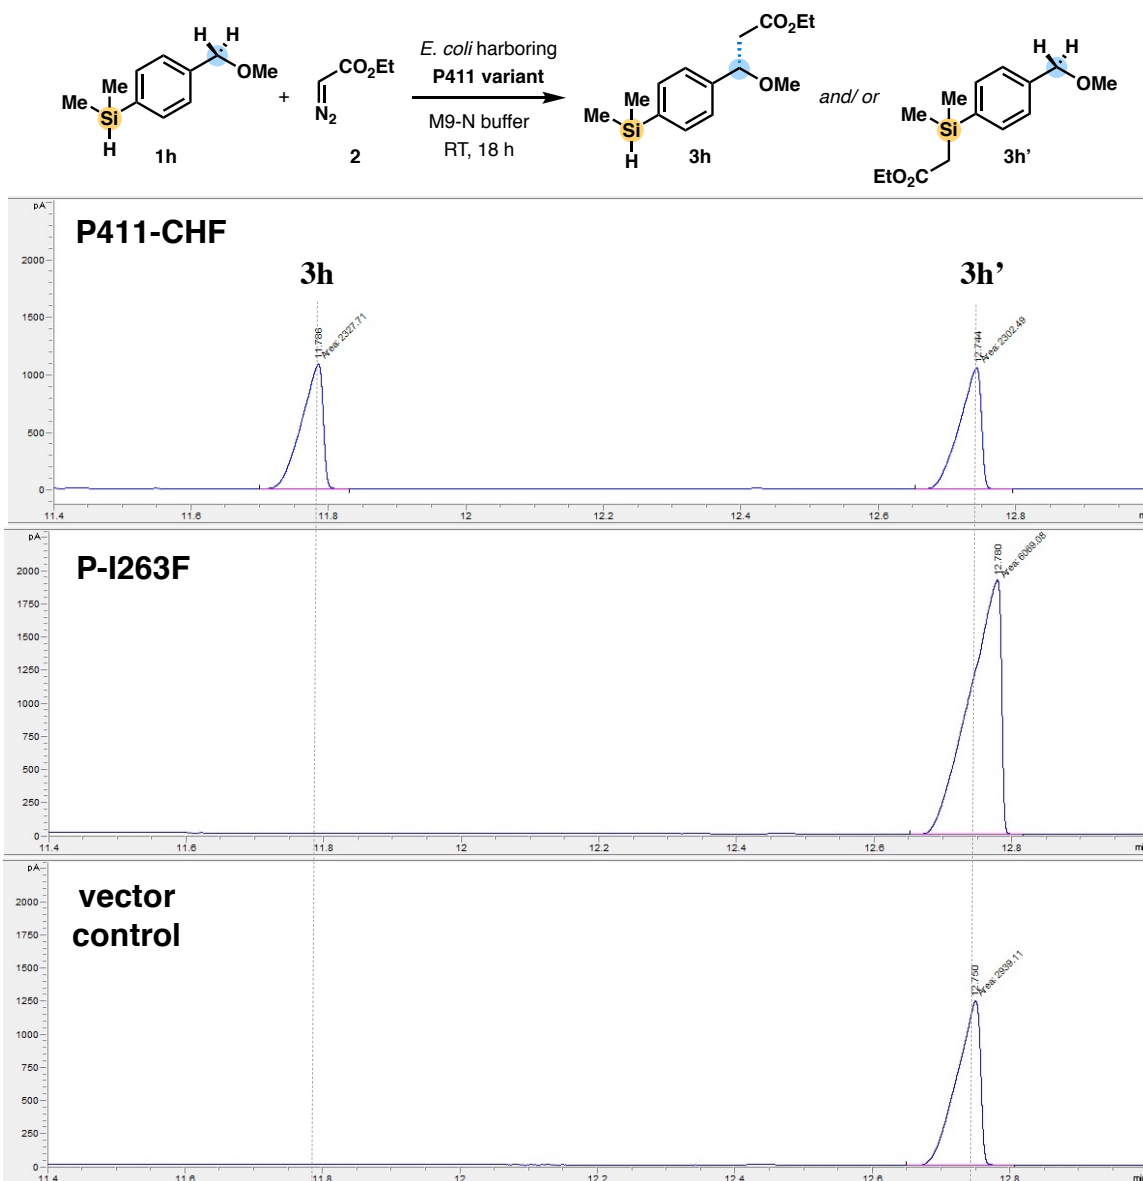 H H
OMe
Me
Me
Si
H
1h
+
CO2Et
N2
2
E. coli harboring
P411 variant
M9-N buffer
RT, 18 h
CO2Et
OMe
Me
Me
Si
H
3h
and/ or
H H
OMe
Me
Me
Si
EtO2C
3h’
pA
P411-CHF
3h
3h’
11.786
Area: 2327.71
12.744
Area: 2302.49
2000
1500
1000
500
0
11.4 11.6 11.8 12 12.2 12.4 12.6 12.8
pA
P-I263F
12.780
Area: 6069.08
2000
1750
1500
1250
1000
750
500
250
0
11.4 11.6 11.8 12 12.2 12.4 12.6 12.8
pA
vector
control
12.750
Area: 2939.11
2000
1750
1500
1250
1000
750
500
250
0
11.4 11.6 11.8 12 12.2 12.4 12.6 12.8